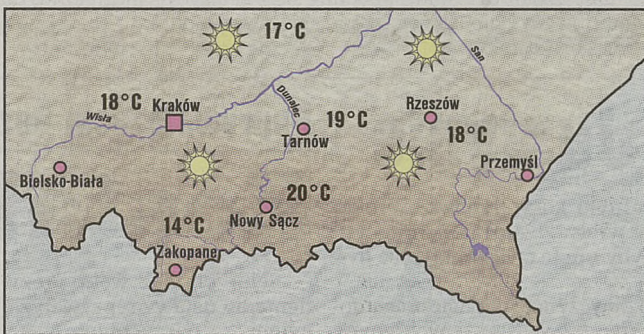 17°C
San
Dunajec
18°C
Kraków
Wisła
19°C
Tarnów
Rzeszów
18°C
Przemyśl
Bielsko-Biała
20°C
Nowy Sącz
14°C
Zakopane